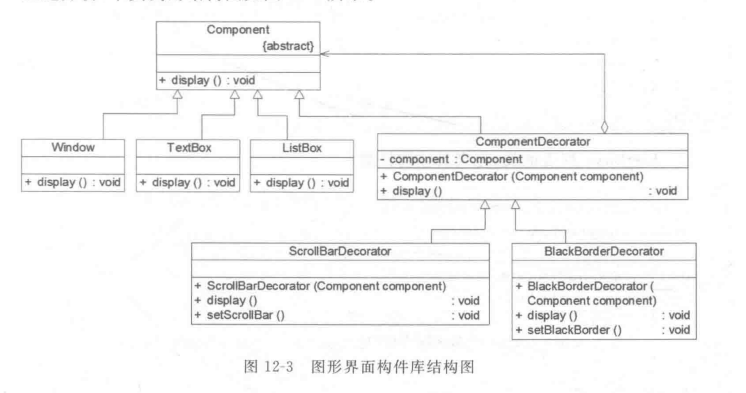 Component
{abstract}
+ display () : void
Window
+ display () : void
TextBox
+ display () : void
ListBox
+ display () : void
ComponentDecorator
- component : Component
+ ComponentDecorator (Component component)
+ display () : void
ScrollBarDecorator
+ ScrollBarDecorator (Component component)
+ display () : void
+ setScrollBar () : void
BlackBorderDecorator
+ BlackBorderDecorator (
Component component)
+ display () : void
+ setBlackBorder () : void
图 12-3 图形界面构件库结构图